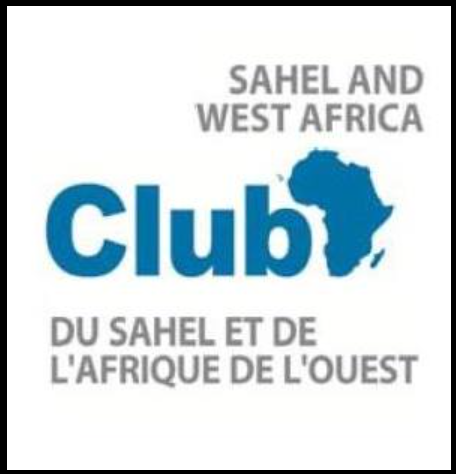 SAHEL AND
WEST AFRICA
Club
DU SAHEL ET DE
L'AFRIQUE DE L'OUEST